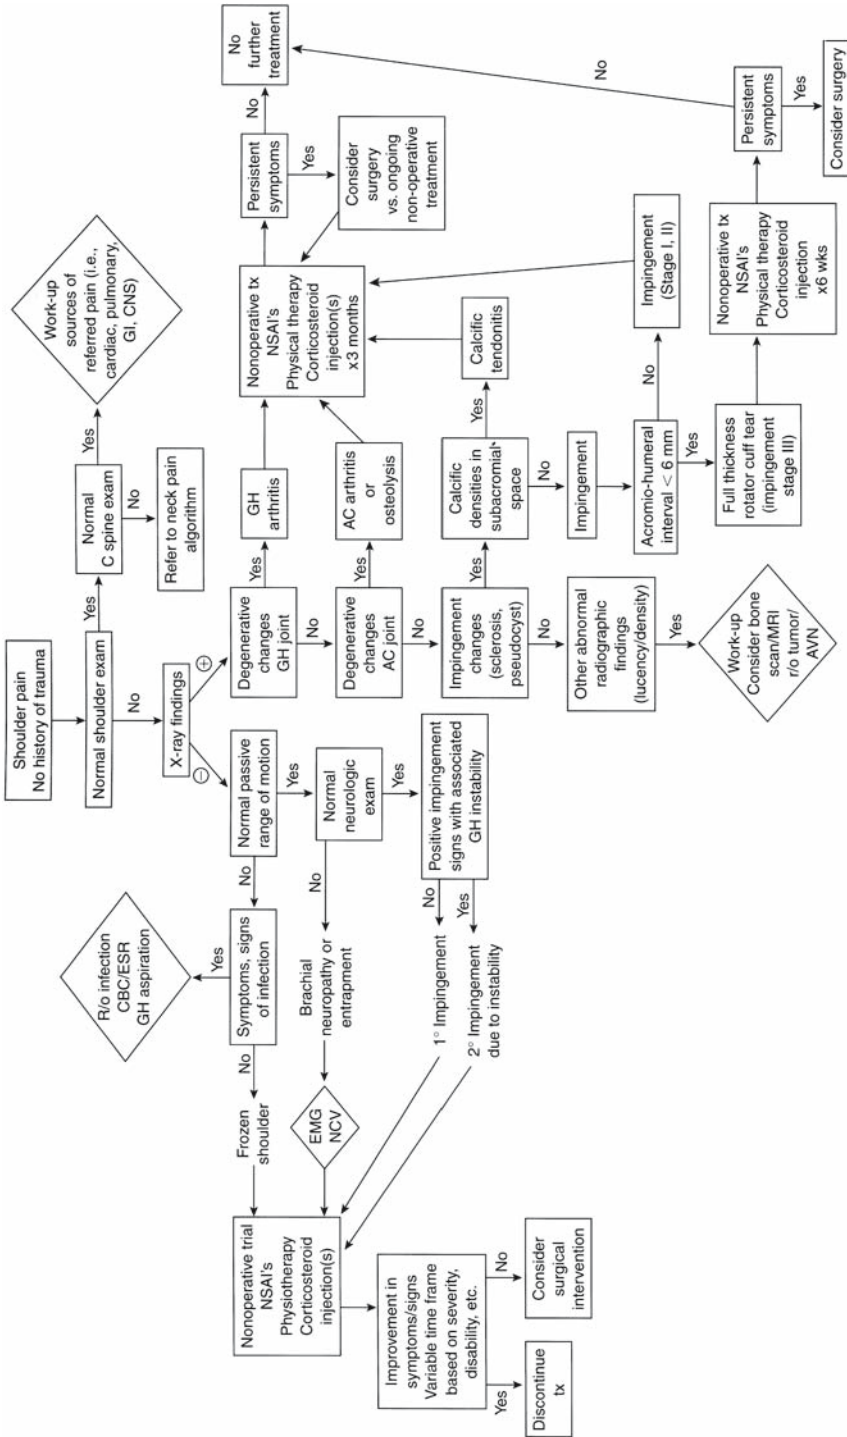 Shoulder pain
No history of trauma
Normal shoulder exam
Yes
Normal
C spine exam
Yes
Work-up
sources of
referred pain (i.e.,
cardiac, pulmonary,
GI, CNS)
No
Refer to neck pain
algorithm
No
X-ray findings
⊖
⊕
Normal passive
range of motion
No
Symptoms, signs
of infection
Yes
R/o infection
CBC/ESR
GH aspiration
No
Frozen
shoulder
Yes
Normal
neurologic
exam
No
Brachial
neuropathy or
entrapment
EMG
NCV
Yes
Positive impingement
signs with associated
GH instability
No
1° Impingement
Yes
2° Impingement
due to instability
Nonoperative trial
NSAI's
Physiotherapy
Corticosteroid
injection(s)
Improvement in
symptoms/signs
Variable time frame
based on severity,
disability, etc.
Yes
Discontinue
tx
No
Consider
surgical
intervention
Degenerative
changes
GH joint
Yes
GH
arthritis
No
Degenerative
changes
AC joint
Yes
AC arthritis
or
osteolysis
No
Impingement
changes
(sclerosis,
pseudocyst)
Yes
Calcific
densities in
subacromial
space
Yes
Calcific
tendonitis
No
Other abnormal
radiographic
findings
(lucency/density)
Yes
Work-up
Consider bone
scan/MRI
r/o tumor/
AVN
No
Impingement
Acromio-humeral
interval < 6 mm
No
Impingement
(Stage I, II)
Yes
Full thickness
rotator cuff tear
(impingement
stage III)
Nonoperative tx
NSAI's
Physical therapy
Corticosteroid
injection(s)
x3 months
Persistent
symptoms
No
No
further
treatment
Yes
Consider
surgery
vs. ongoing
non-operative
treatment
Nonoperative tx
NSAI's
Physical therapy
Corticosteroid
injection
x6 wks
Persistent
symptoms
No
Yes
Consider surgery